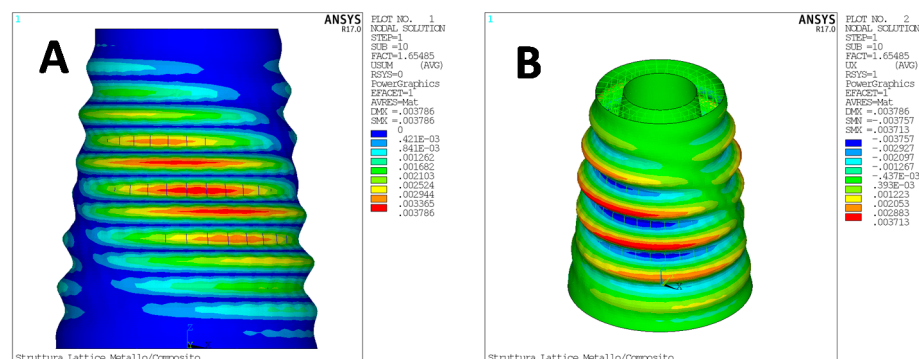 1
ANSYS
R17.0
A
PLOT NO. 1
NODAL SOLUTION
STEP=1
SUB =10
FACT=1.65485
USUM (AVG)
RSYS=0
PowerGraphics
EFACET=1
AVRES=Mat
DMX =.003786
SMX =.003786
0
.421E-03
.841E-03
.001262
.001682
.002103
.002524
.002944
.003365
.003786
Z
Struttura Lattice Metallo/Composito
1
ANSYS
R17.0
B
PLOT NO. 2
NODAL SOLUTION
STEP=1
SUB =10
FACT=1.65485
UX (AVG)
RSYS=1
PowerGraphics
EFACET=1
AVRES=Mat
DMX =.003786
SMN =-.003757
SMX =.003713
-.003757
-.002927
-.002097
-.001267
-.437E-03
.393E-03
.001223
.002053
.002883
.003713
Struttura Lattice Metallo/Composito